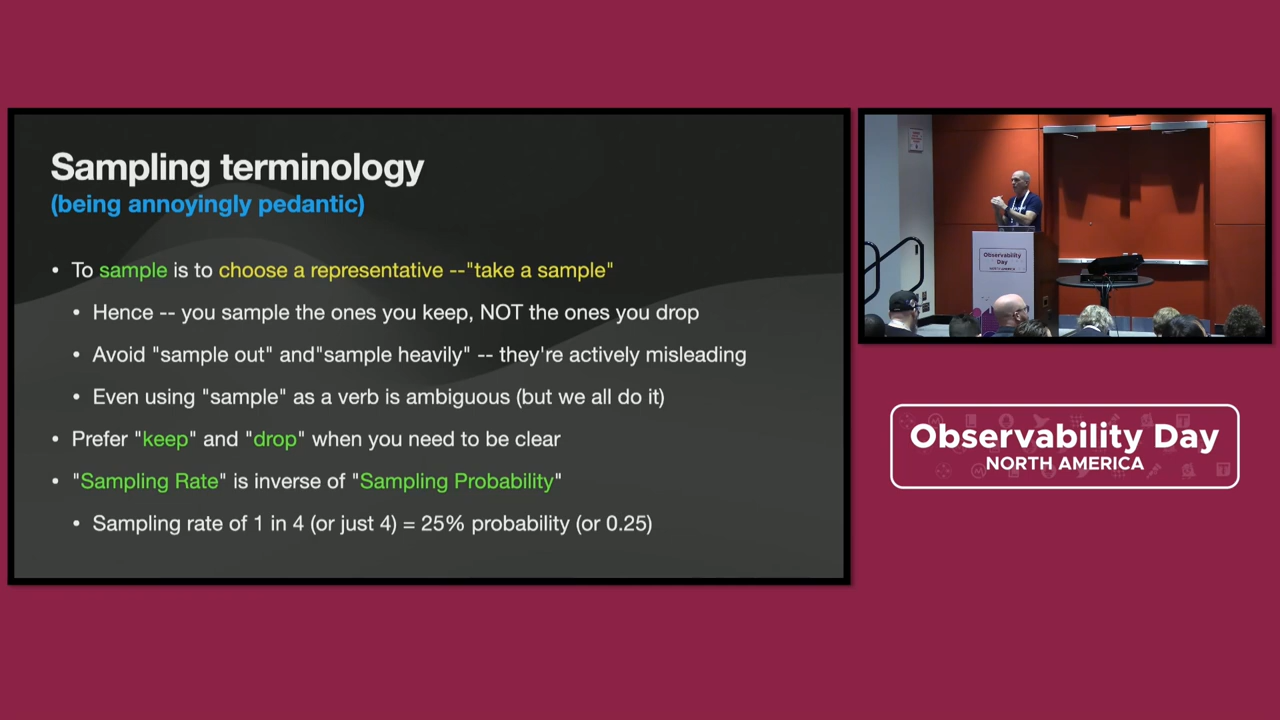 Sampling terminology
(being annoyingly pedantic)
• To sample is to choose a representative --"take a sample"
• Hence -- you sample the ones you keep, NOT the ones you drop
• Avoid "sample out" and"sample heavily" -- they're actively misleading
• Even using "sample" as a verb is ambiguous (but we all do it)
• Prefer "keep" and "drop" when you need to be clear
• "Sampling Rate" is inverse of "Sampling Probability"
• Sampling rate of 1 in 4 (or just 4) = 25% probability (or 0.25)
Observability
Day
NORTH AMERICA
Observability Day
NORTH AMERICA